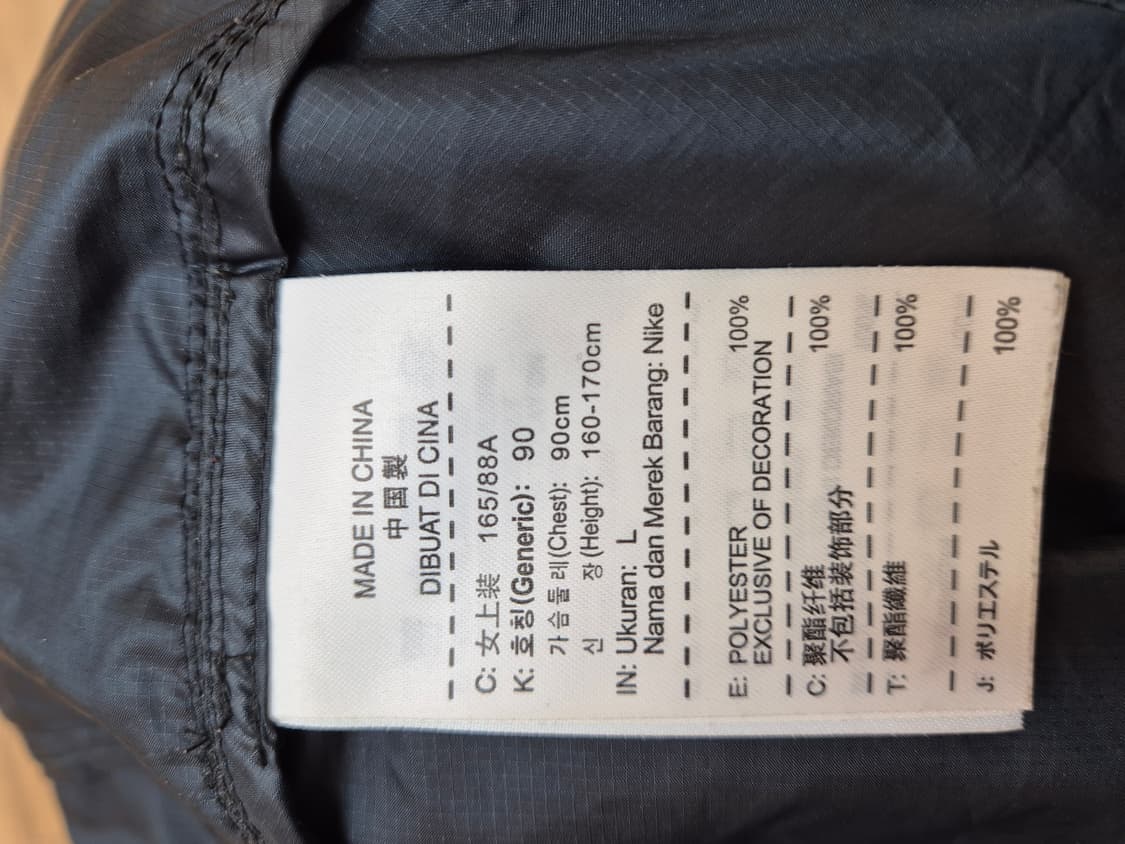 MADE IN CHINA
中国製
DIBUAT DI CINA
C: 女上装 165/88A
K: 호칭(Generic): 90
가슴둘레(Chest): 90cm
신 장(Height): 160-170cm
IN: Ukuran: L
Nama dan Merek Barang: Nike
E: POLYESTER 100%
EXCLUSIVE OF DECORATION
C: 聚酯纤维 100%
不包括装饰部分
T: 聚酯纖維 100%
J: ポリエステル 100%